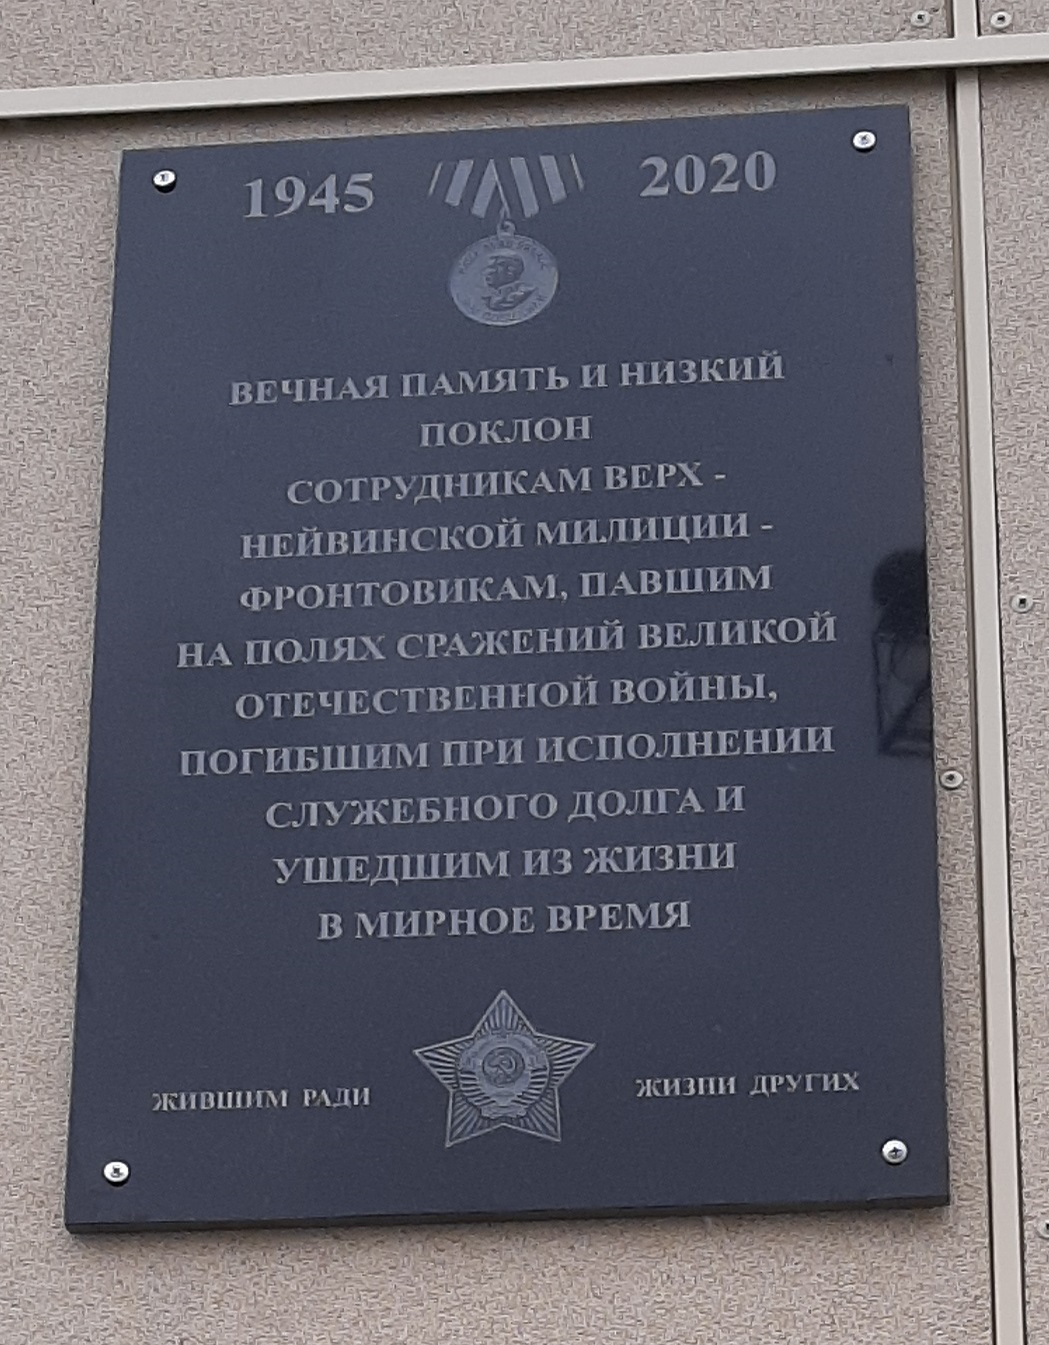 1945 2020
ВЕЧНАЯ ПАМЯТЬ И НИЗКИЙ
ПОКЛОН
СОТРУДНИКАМ ВЕРХ -
НЕЙВИНСКОЙ МИЛИЦИИ -
ФРОНТОВИКАМ, ПАВШИМ
НА ПОЛЯХ СРАЖЕНИЙ ВЕЛИКОЙ
ОТЕЧЕСТВЕННОЙ ВОЙНЫ,
ПОГИБШИМ ПРИ ИСПОЛНЕНИИ
СЛУЖЕБНОГО ДОЛГА И
УШЕДШИМ ИЗ ЖИЗНИ
В МИРНОЕ ВРЕМЯ
ЖИВШИМ РАДИ ЖИЗНИ ДРУГИХ